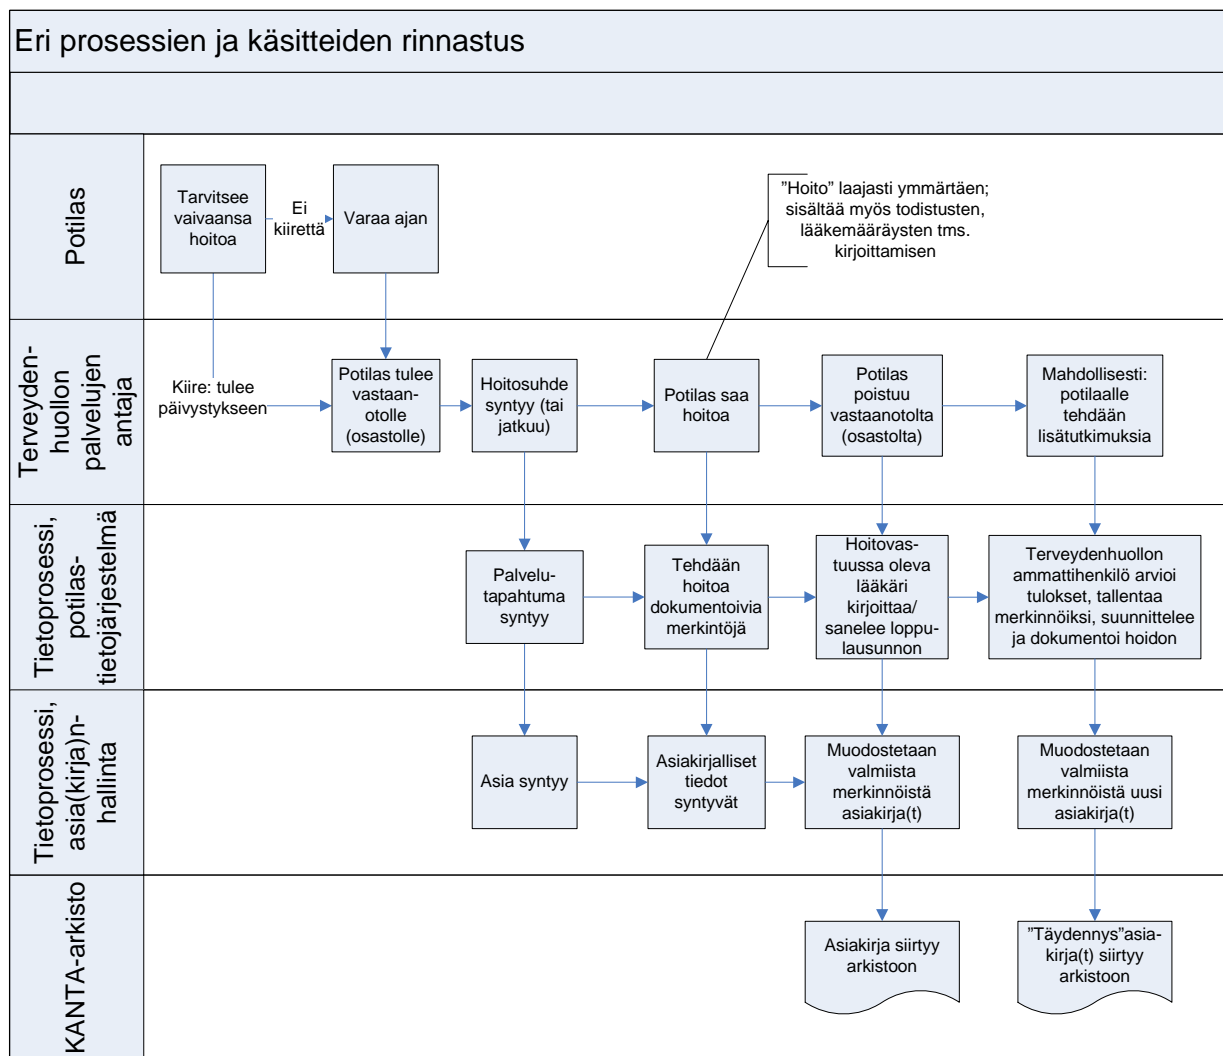 Eri prosessien ja käsitteiden rinnastus
Potilas
Tarvitsee
vaivaansa
hoitoa
Ei
kiirettä
Varaa ajan
”Hoito” laajasti ymmärtäen;
sisältää myös todistusten,
lääkemääräysten tms.
kirjoittamisen
Terveyden-
huollon
palvelujen
antaja
Kiire: tulee
päivystykseen
Potilas tulee
vastaan-
otolle
(osastolle)
Hoitosuhde
syntyy (tai
jatkuu)
Potilas saa
hoitoa
Potilas
poistuu
vastaanotolta
(osastolta)
Mahdollisesti:
potilaalle
tehdään
lisätutkimuksia
Tietoprosessi,
potilas-
tietojärjestelmä
Palvelu-
tapahtuma
syntyy
Tehdään
hoitoa
dokumentoivia
merkintöjä
Hoitovas-
tuussa oleva
lääkäri
kirjoittaa/
sanelee loppu-
lausunnon
Terveydenhuollon
ammattihenkilö arvioi
tulokset, tallentaa
merkinnöiksi, suunnittelee
ja dokumentoi hoidon
Tietoprosessi,
asia(kirja)n-
hallinta
Asia syntyy
Asiakirjalliset
tiedot
syntyvät
Muodostetaan
valmiista
merkinnöistä
asiakirja(t)
Muodostetaan
valmiista
merkinnöistä uusi
asiakirja(t)
KANTA-arkisto
Asiakirja siirtyy
arkistoon
”Täydennys”asia-
kirja(t) siirtyy
arkistoon